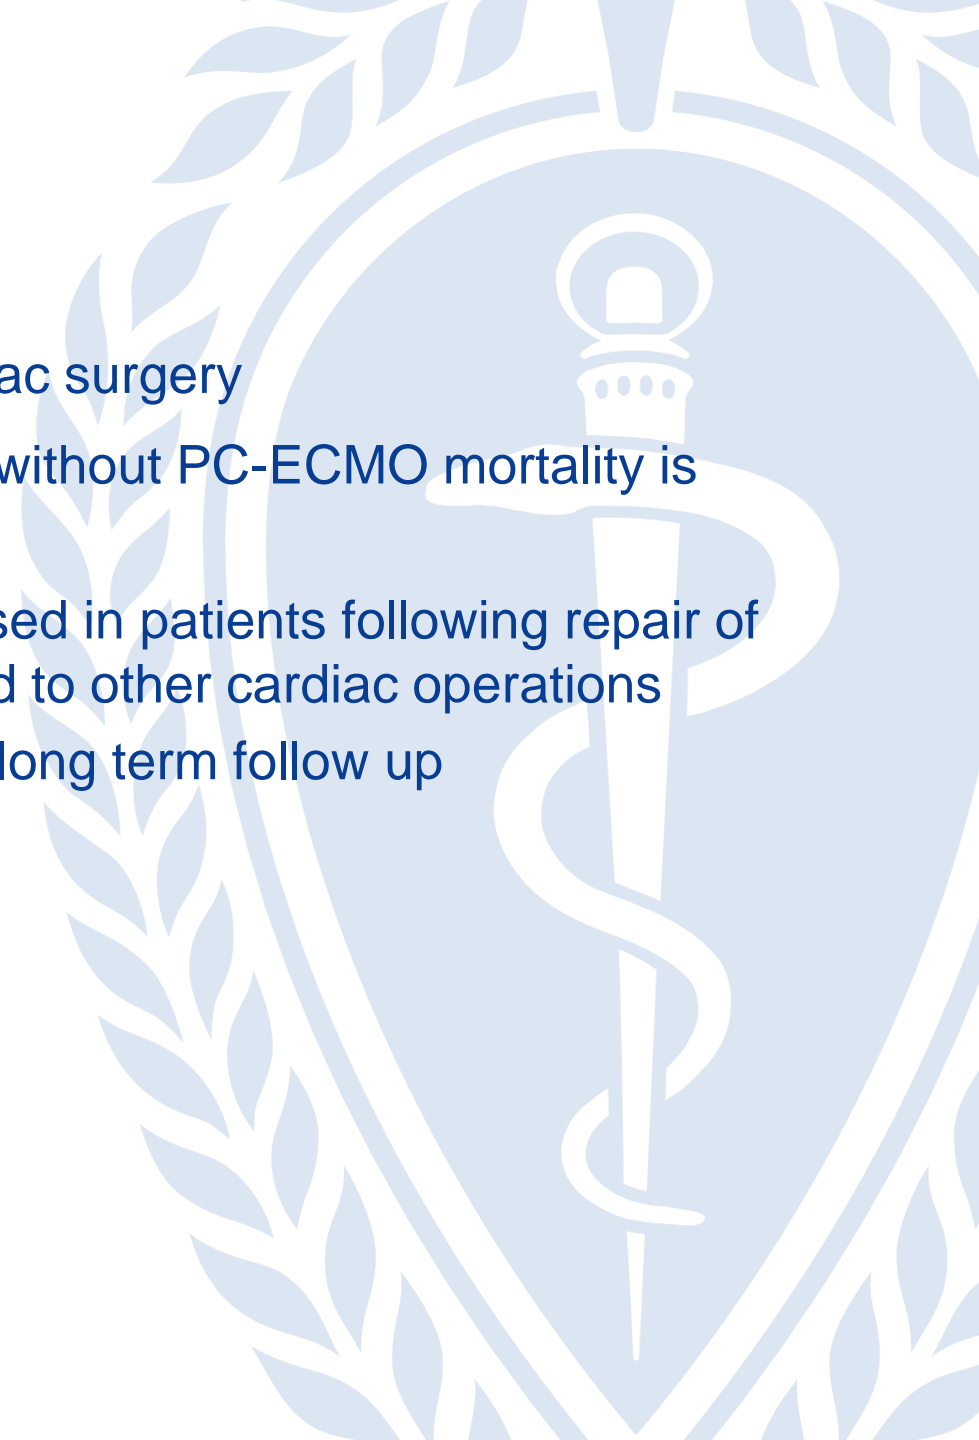 ac surgery
without PC-ECMO mortality is
sed in patients following repair of
d to other cardiac operations
long term follow up